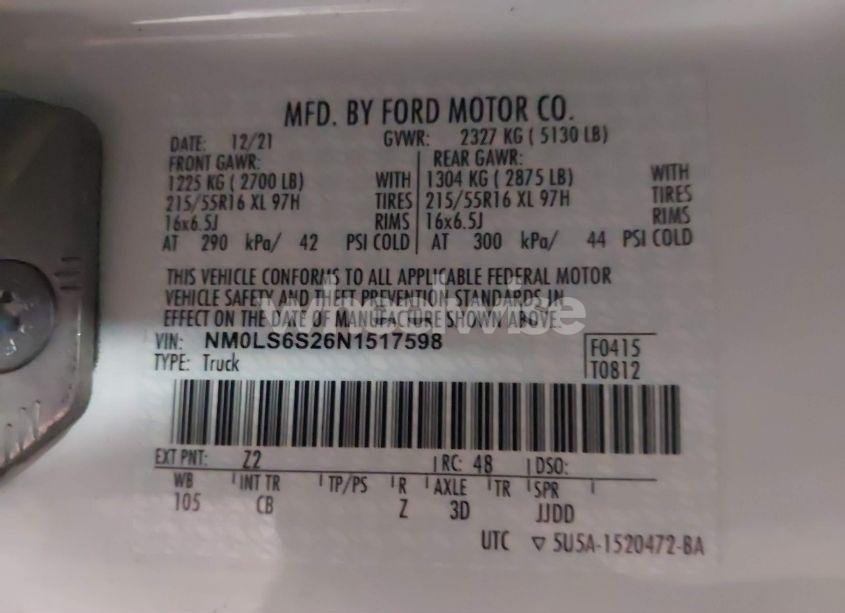 MFD. BY FORD MOTOR CO.
DATE: 12/21 GVWR: 2327 KG ( 5130 LB)
FRONT GAWR: REAR GAWR:
1225 KG ( 2700 LB) WITH 1304 KG ( 2875 LB) WITH
215/55R16 XL 97H TIRES 215/55R16 XL 97H TIRES
16x6.5J RIMS 16x6.5J RIMS
AT 290 kPa/ 42 PSI COLD AT 300 kPa/ 44 PSI COLD
THIS VEHICLE CONFORMS TO ALL APPLICABLE FEDERAL MOTOR
VEHICLE SAFETY AND THEFT PREVENTION STANDARDS IN
EFFECT ON THE DATE OF MANUFACTURE SHOWN ABOVE.
wheelwise
VIN: NM0LS6S26N1517598 F0415
TYPE: Truck T0812
EXT PNT: Z2 RC: 48 DSO:
WB INT TR TP/PS R AXLE TR SPR
105 CB Z 3D JJDD
UTC ▽ 5U5A-1520472-BA